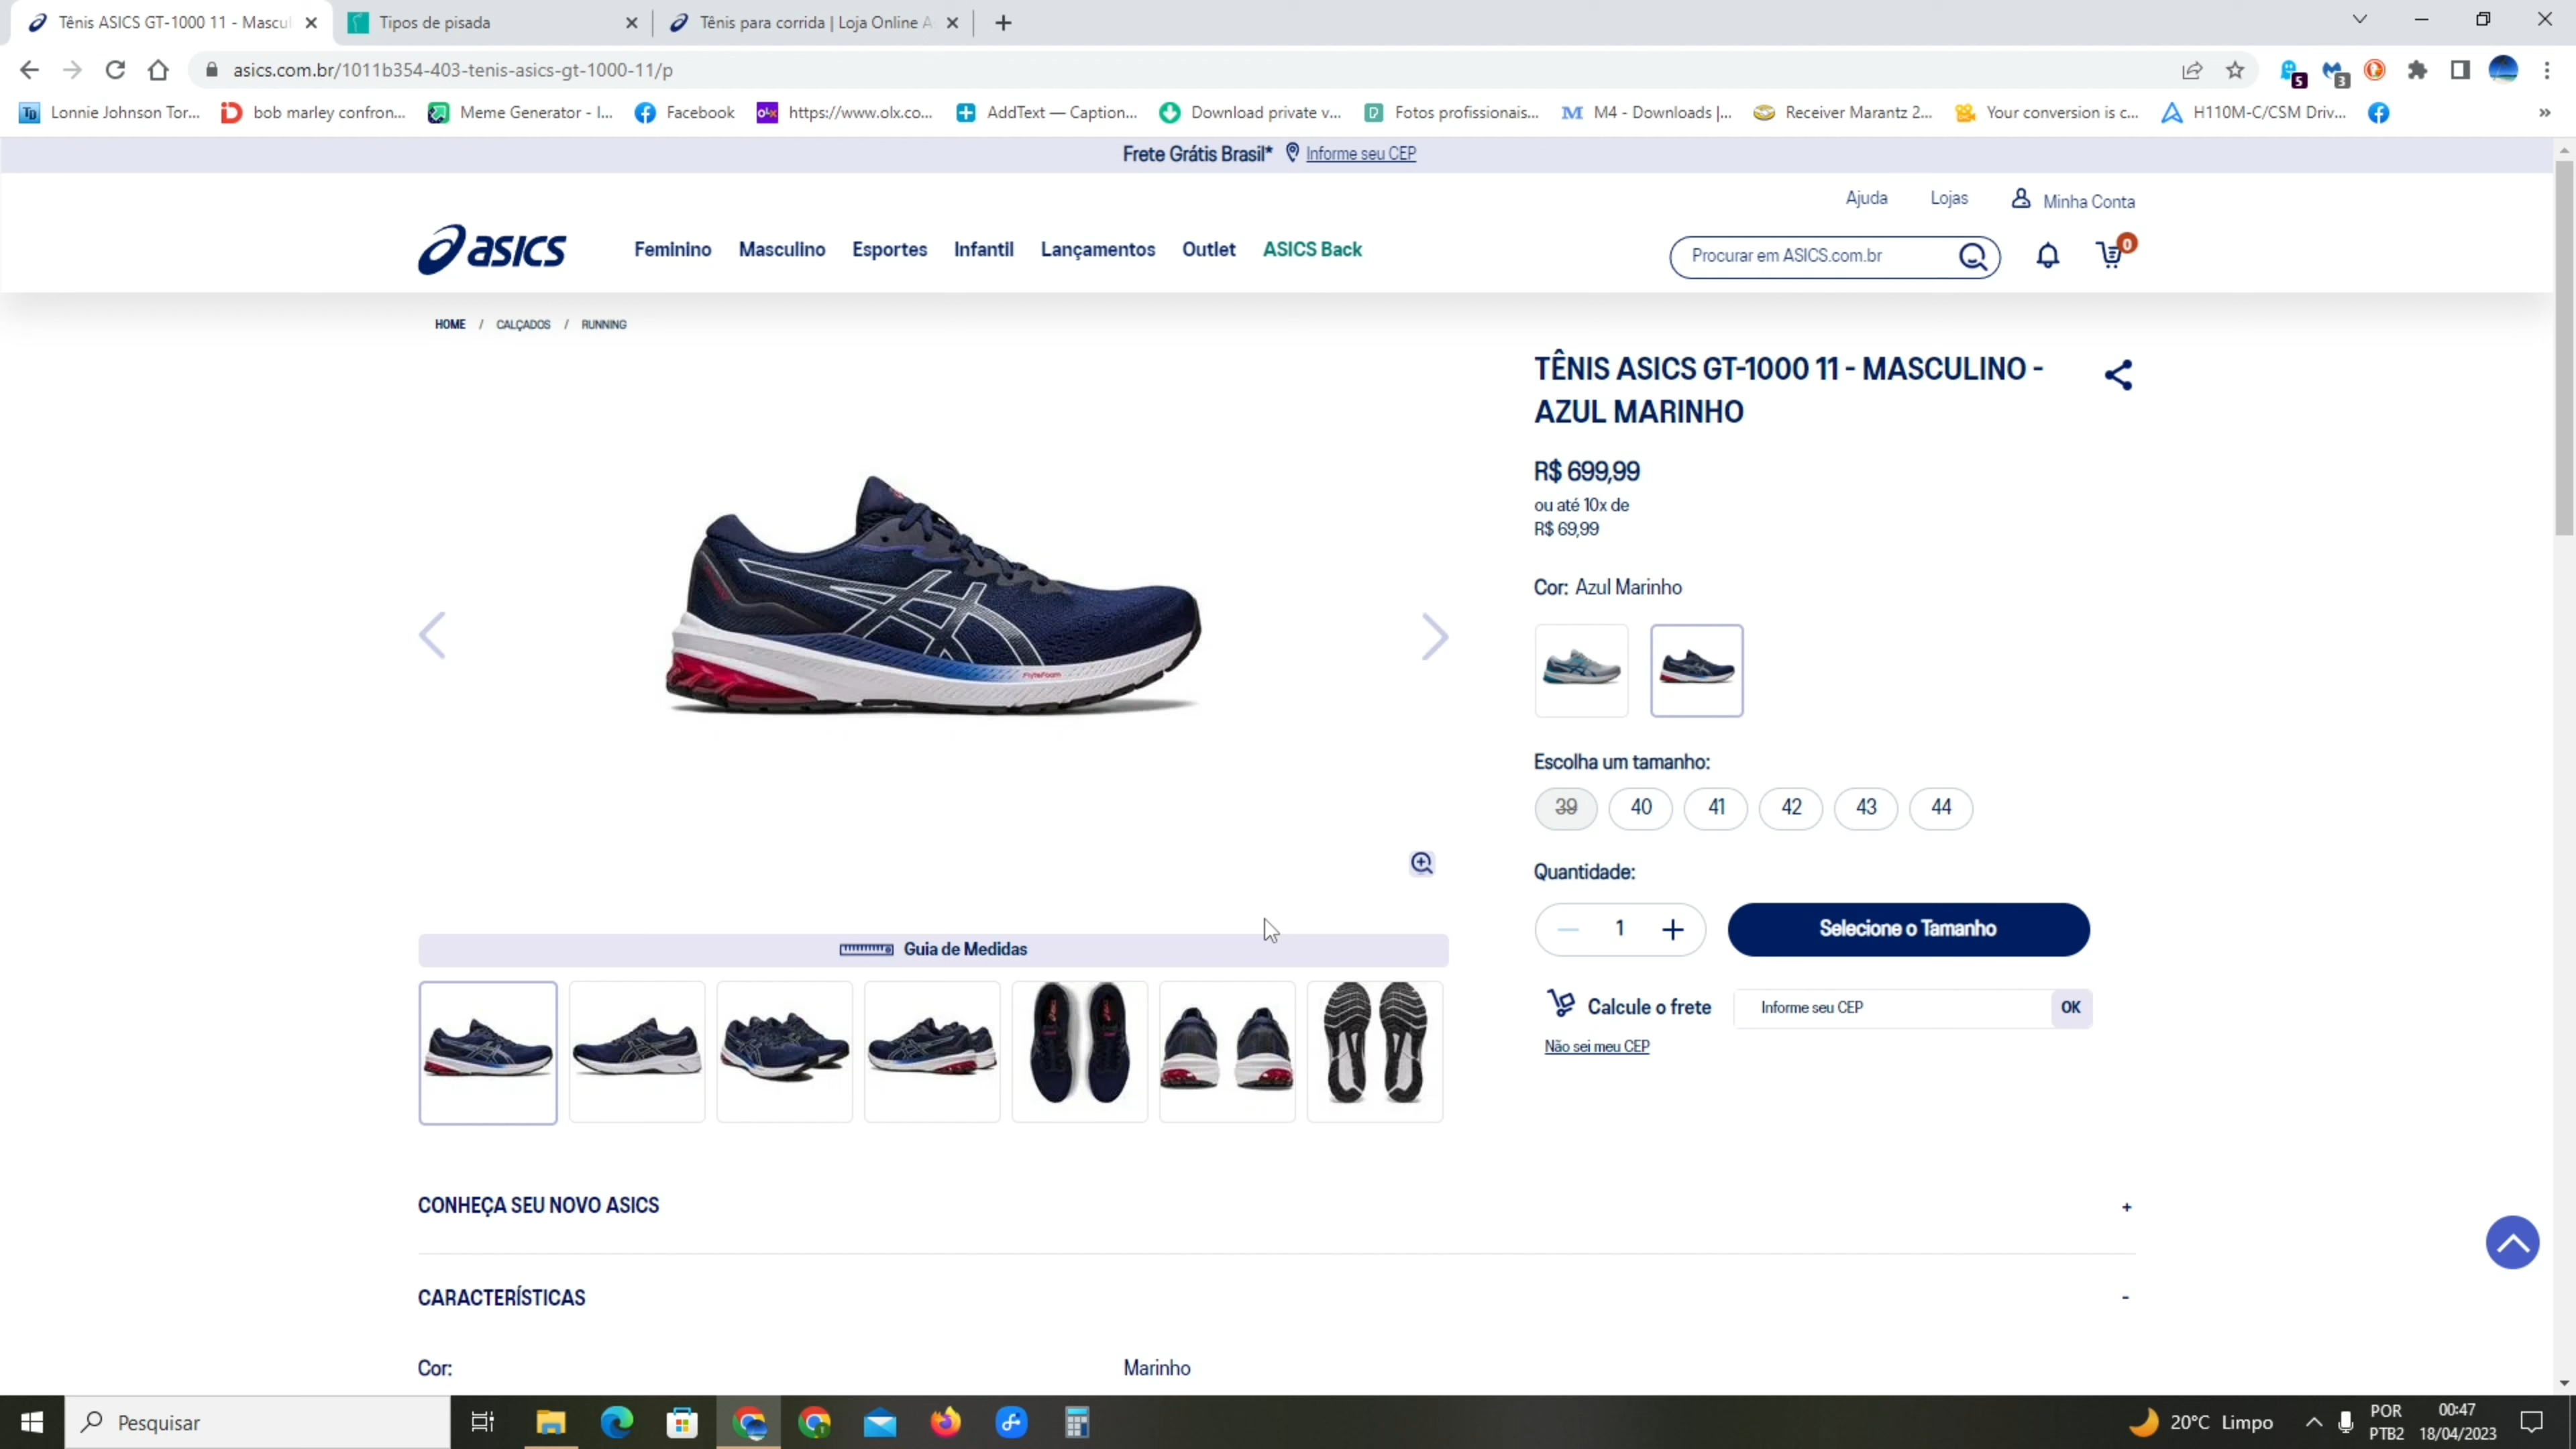 Tênis ASICS GT-1000 11 - Mascul
Tipos de pisada
Tênis para corrida | Loja Online A
asics.com.br/1011b354-403-tenis-asics-gt-1000-11/p
5
3
Lonnie Johnson Tor...
bob marley confron...
Meme Generator - I...
Facebook
https://www.olx.co...
AddText — Caption...
Download private v...
Fotos profissionais...
M4 - Downloads |...
Receiver Marantz 2...
Your conversion is c...
H110M-C/CSM Driv...
Frete Grátis Brasil* Informe seu CEP
Ajuda
Lojas
Minha Conta
asics
Feminino
Masculino
Esportes
Infantil
Lançamentos
Outlet
ASICS Back
Procurar em ASICS.com.br
0
HOME / CALÇADOS / RUNNING
TÊNIS ASICS GT-1000 11 - MASCULINO -
AZUL MARINHO
R$ 699,99
ou até 10x de
R$ 69,99
Cor: Azul Marinho
FlyteFoam
Escolha um tamanho:
39 40 41 42 43 44
Quantidade:
1
Selecione o Tamanho
Guia de Medidas
Calcule o frete
Informe seu CEP
OK
Não sei meu CEP
CONHEÇA SEU NOVO ASICS
+
CARACTERÍSTICAS
-
Cor:
Marinho
Pesquisar
20°C Limpo
POR
PTB2
00:47
18/04/2023